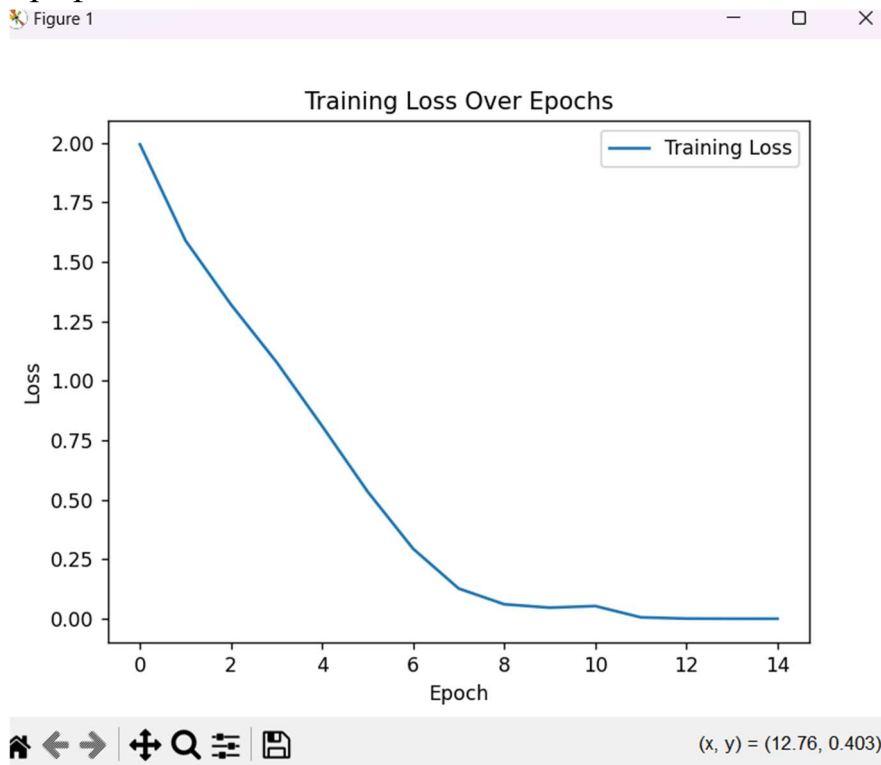 Figure 1
Training Loss Over Epochs
Training Loss
2.00
1.75
1.50
1.25
1.00
0.75
0.50
0.25
0.00
Loss
0 2 4 6 8 10 12 14
Epoch
(x, y) = (12.76, 0.403)